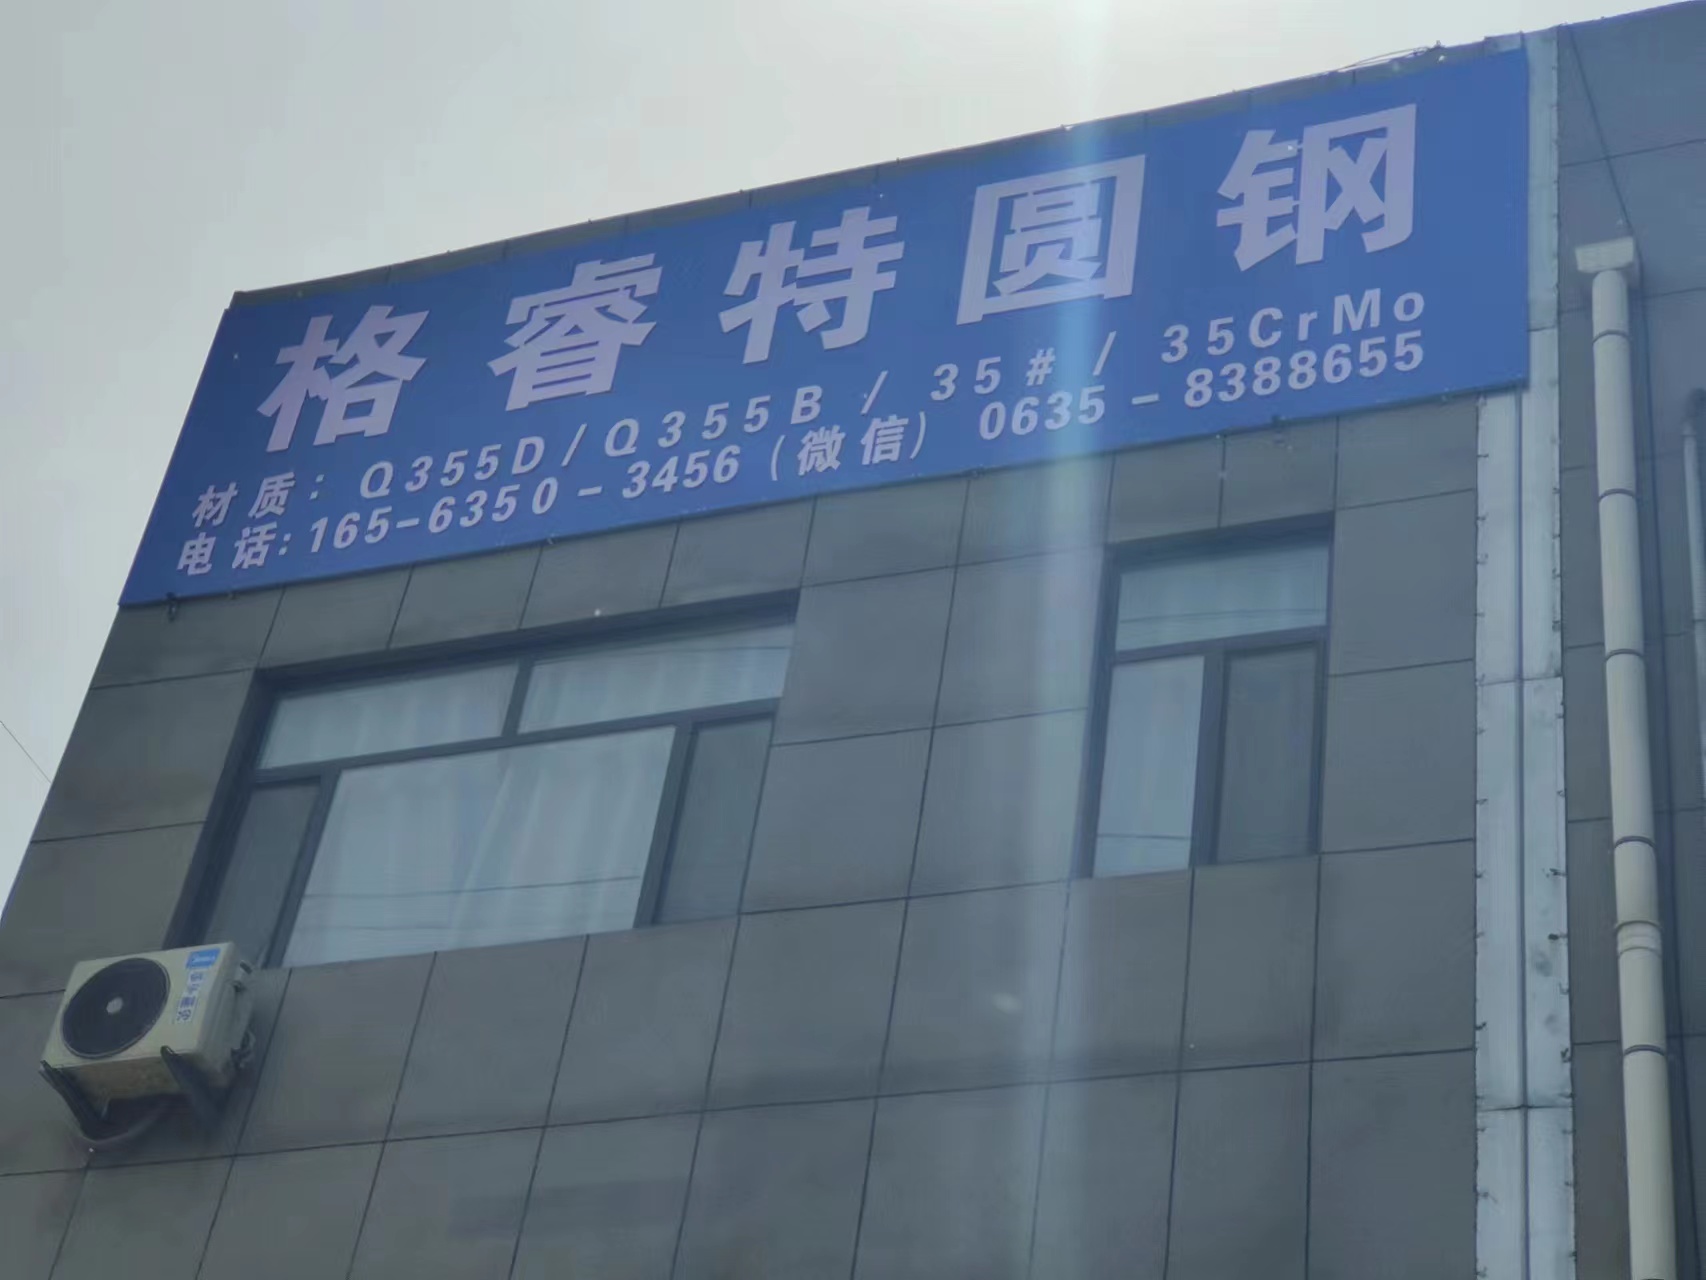 格睿特圆钢
材质：Q355D/Q355B / 35# / 35CrMo
电话:165-6350-3456（微信） 0635-8388655
Midea